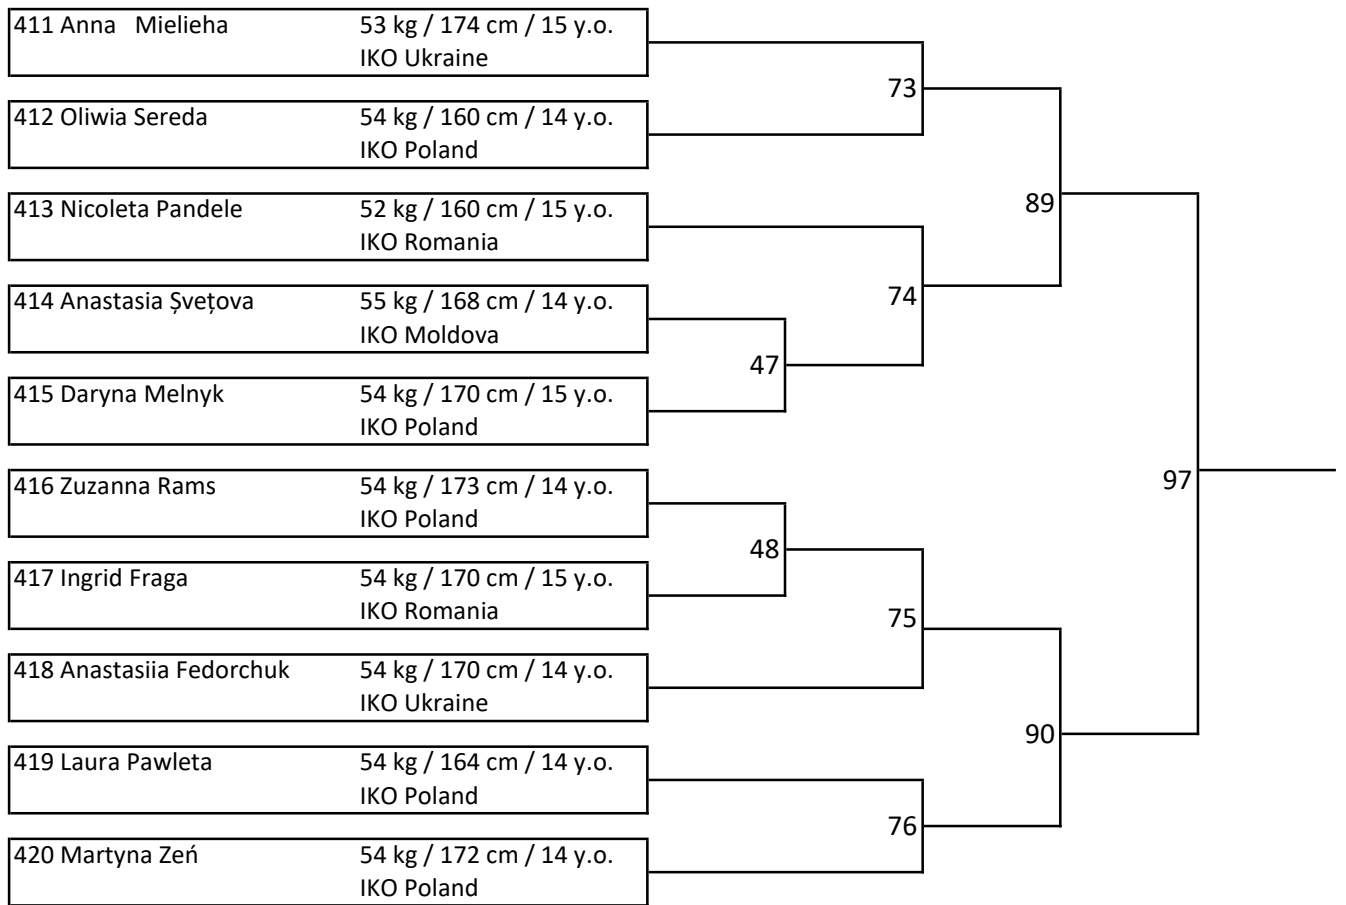 411 Anna   Mielieha 53 kg / 174 cm / 15 y.o.
IKO Ukraine
73
412 Oliwia Sereda 54 kg / 160 cm / 14 y.o.
IKO Poland
413 Nicoleta Pandele 52 kg / 160 cm / 15 y.o.
89
IKO Romania
414 Anastasia Șvețova 55 kg / 168 cm / 14 y.o.
74
IKO Moldova
47
415 Daryna Melnyk 54 kg / 170 cm / 15 y.o.
IKO Poland
416 Zuzanna Rams 54 kg / 173 cm / 14 y.o.
97
IKO Poland
48
417 Ingrid Fraga 54 kg / 170 cm / 15 y.o.
IKO Romania
75
418 Anastasiia Fedorchuk 54 kg / 170 cm / 14 y.o.
IKO Ukraine
90
419 Laura Pawleta 54 kg / 164 cm / 14 y.o.
IKO Poland
76
420 Martyna Zeń 54 kg / 172 cm / 14 y.o.
IKO Poland